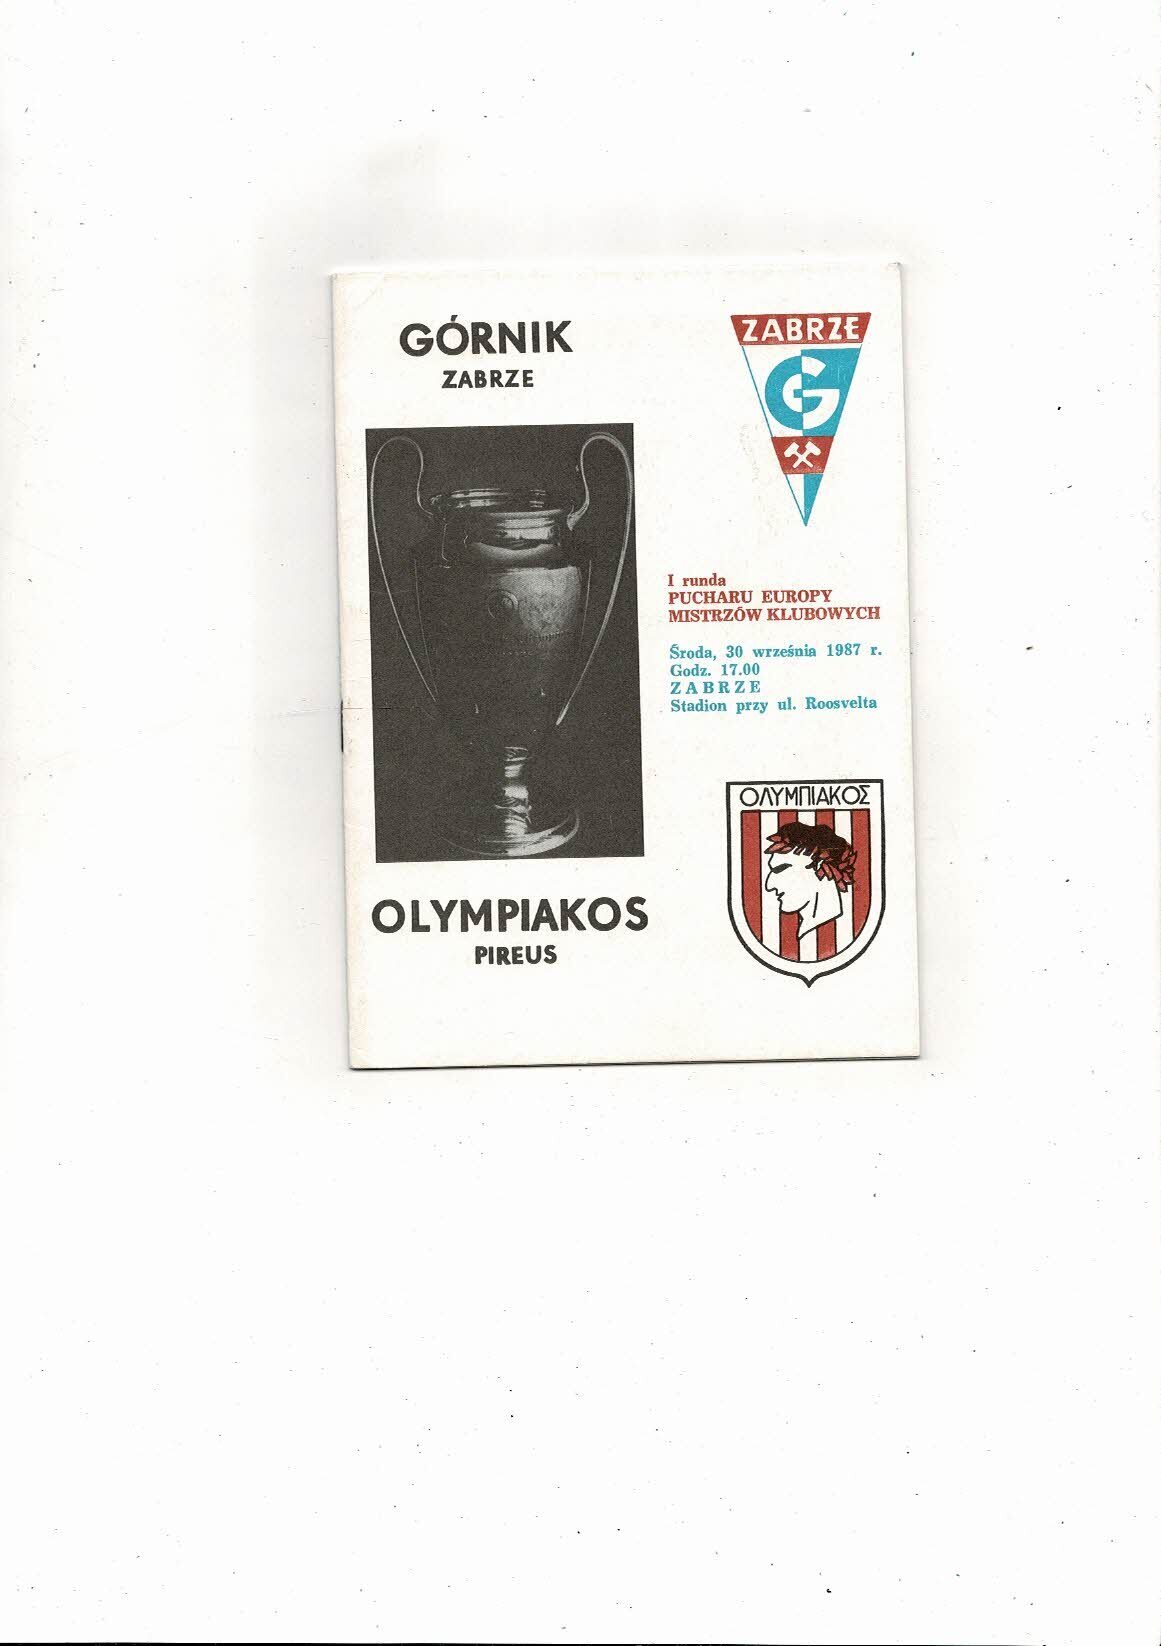 GÓRNIK
ZABRZE
ZABRZE
G
I runda
PUCHARU EUROPY
MISTRZÓW KLUBOWYCH
Środa, 30 września 1987 r.
Godz. 17.00
ZABRZE
Stadion przy ul. Roosvelta
ΟΛΥΜΠΙΑΚΟΣ
OLYMPIAKOS
PIREUS